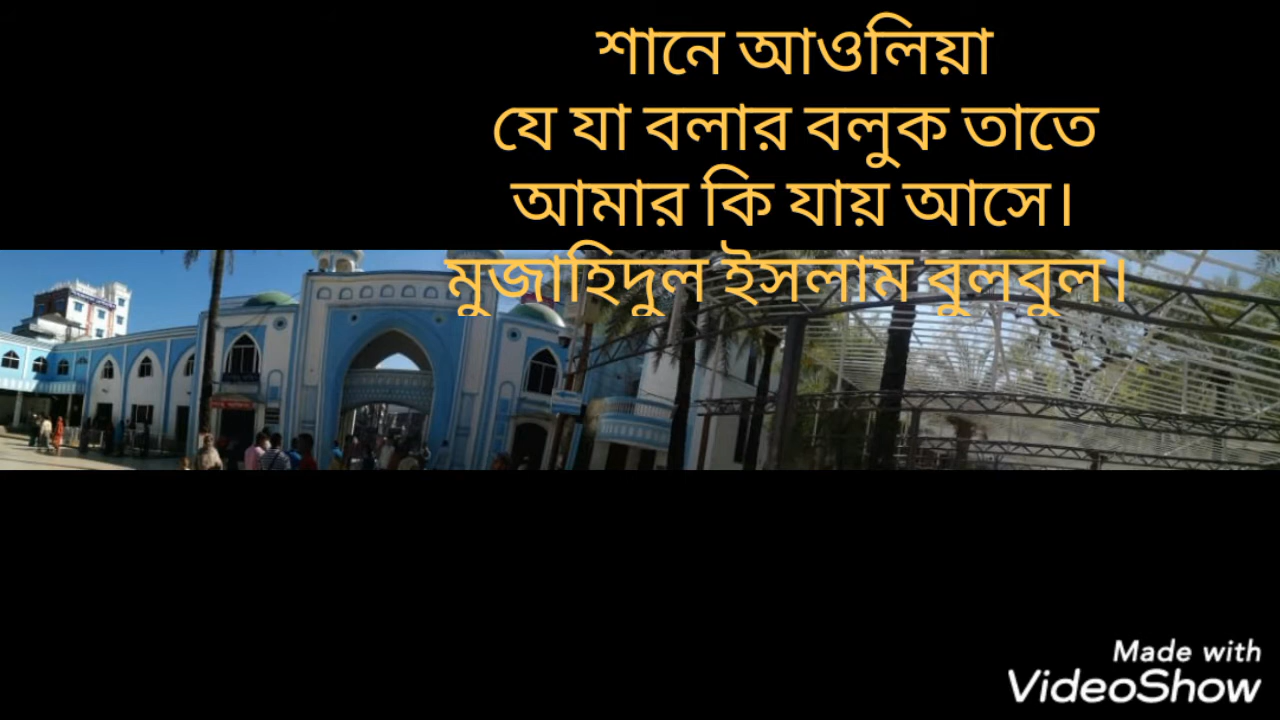 শানে আওলিয়া
যে যা বলার বলুক তাতে
আমার কি যায় আসে।
মুজাহিদুল ইসলাম বুলবুল।
Made with
VideoShow